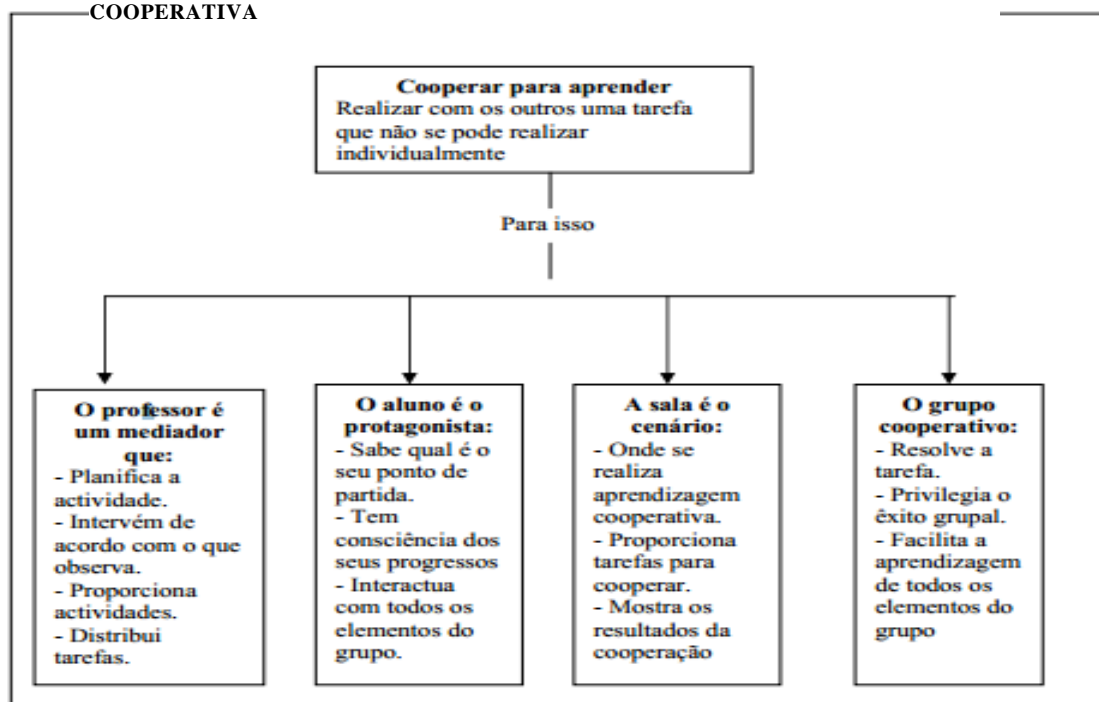 COOPERATIVA
Cooperar para aprender
Realizar com os outros uma tarefa
que não se pode realizar
individualmente
Para isso
O professor é
um mediador
que:
- Planifica a
actividade.
- Intervém de
acordo com o que
observa.
- Proporciona
actividades.
- Distribui
tarefas.
O aluno é o
protagonista:
- Sabe qual é o
seu ponto de
partida.
- Tem
consciência dos
seus progressos
- Interactua
com todos os
elementos do
grupo.
A sala é o
cenário:
- Onde se
realiza
aprendizagem
cooperativa.
- Proporciona
tarefas para
cooperar.
- Mostra os
resultados da
cooperação
O grupo
cooperativo:
- Resolve a
tarefa.
- Privilegia o
êxito grupal.
- Facilita a
aprendizagem
de todos os
elementos do
grupo